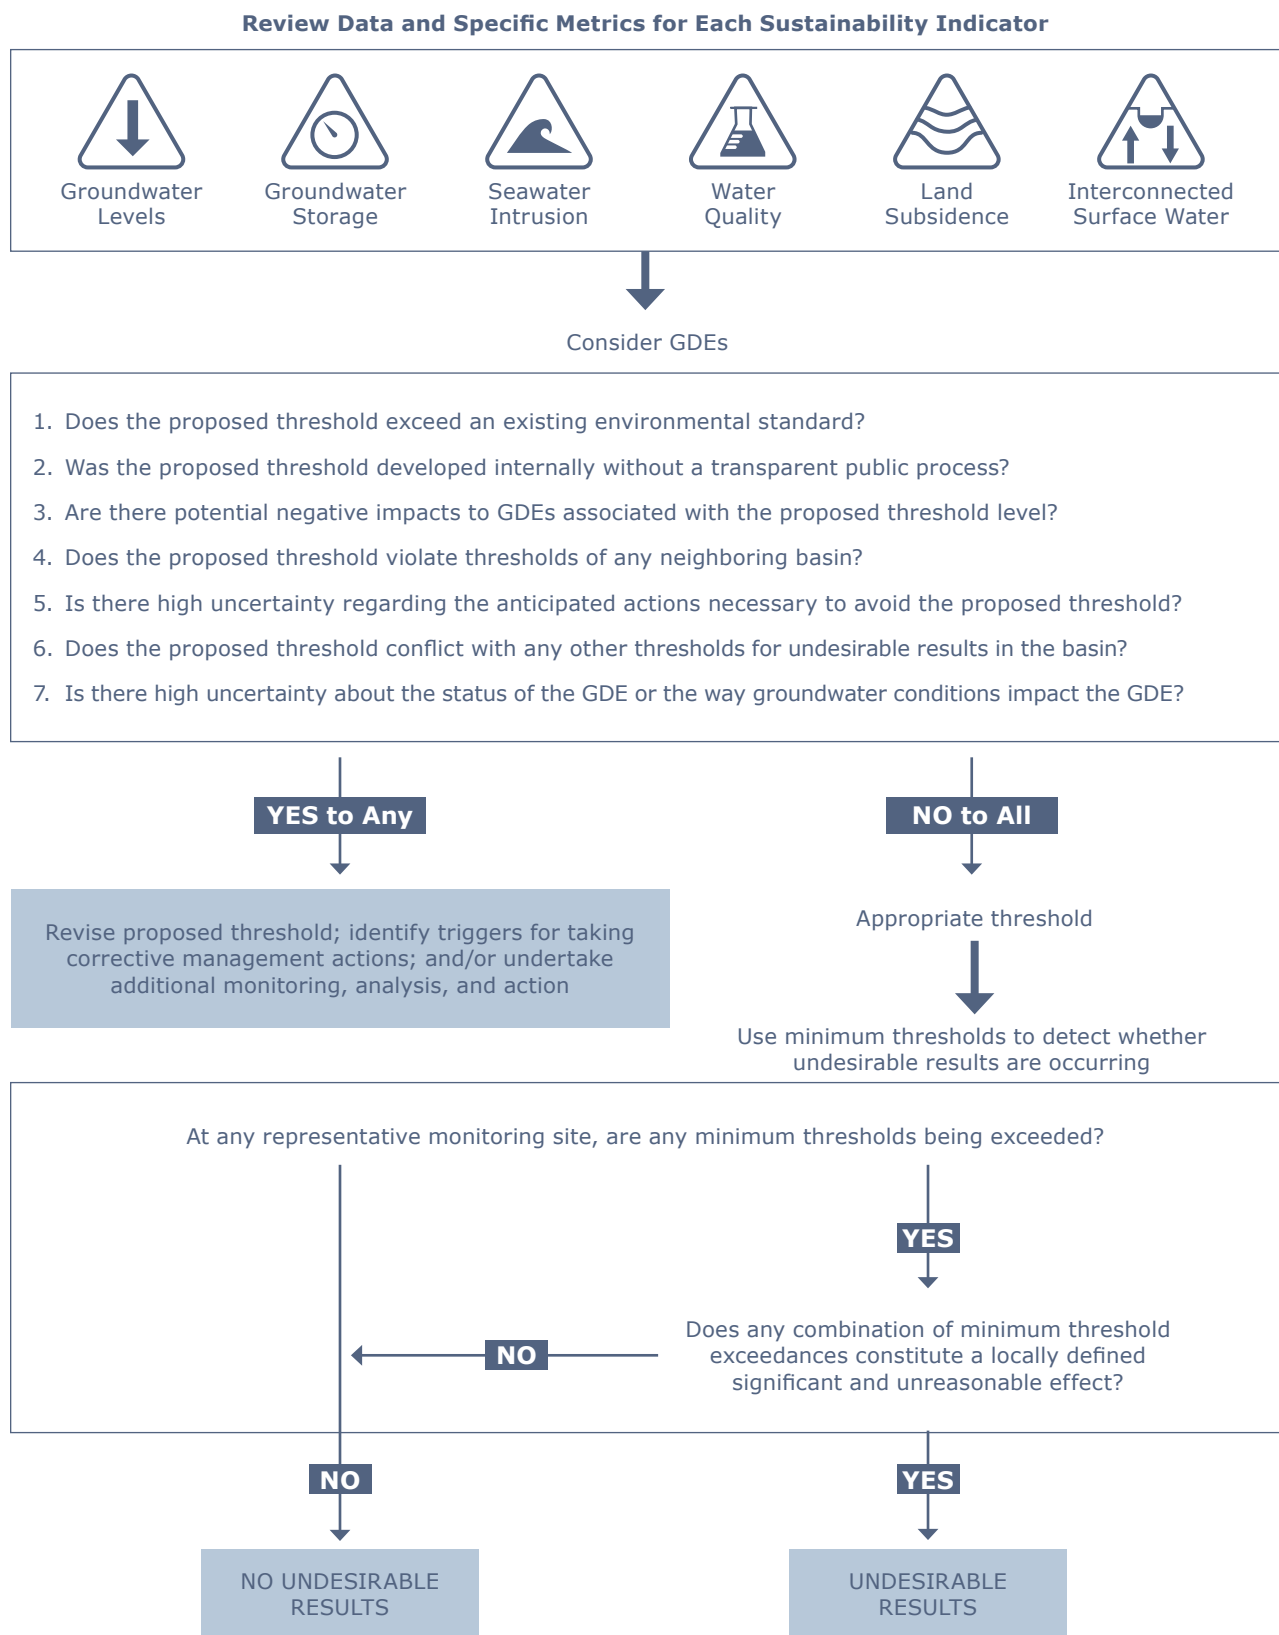 Review Data and Specific Metrics for Each Sustainability Indicator
Groundwater
Levels
Groundwater
Storage
Seawater
Intrusion
Water
Quality
Land
Subsidence
Interconnected
Surface Water
Consider GDEs
1. Does the proposed threshold exceed an existing environmental standard?
2. Was the proposed threshold developed internally without a transparent public process?
3. Are there potential negative impacts to GDEs associated with the proposed threshold level?
4. Does the proposed threshold violate thresholds of any neighboring basin?
5. Is there high uncertainty regarding the anticipated actions necessary to avoid the proposed threshold?
6. Does the proposed threshold conflict with any other thresholds for undesirable results in the basin?
7. Is there high uncertainty about the status of the GDE or the way groundwater conditions impact the GDE?
YES to Any
NO to All
Revise proposed threshold; identify triggers for taking
corrective management actions; and/or undertake
additional monitoring, analysis, and action
Appropriate threshold
Use minimum thresholds to detect whether
undesirable results are occurring
At any representative monitoring site, are any minimum thresholds being exceeded?
YES
Does any combination of minimum threshold
exceedances constitute a locally defined
significant and unreasonable effect?
NO
NO
YES
NO UNDESIRABLE
RESULTS
UNDESIRABLE
RESULTS